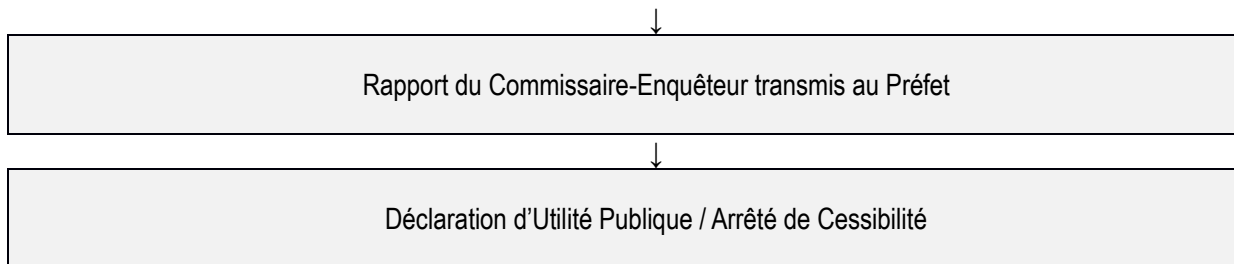 ↓
Rapport du Commissaire-Enquêteur transmis au Préfet
↓
Déclaration d’Utilité Publique / Arrêté de Cessibilité